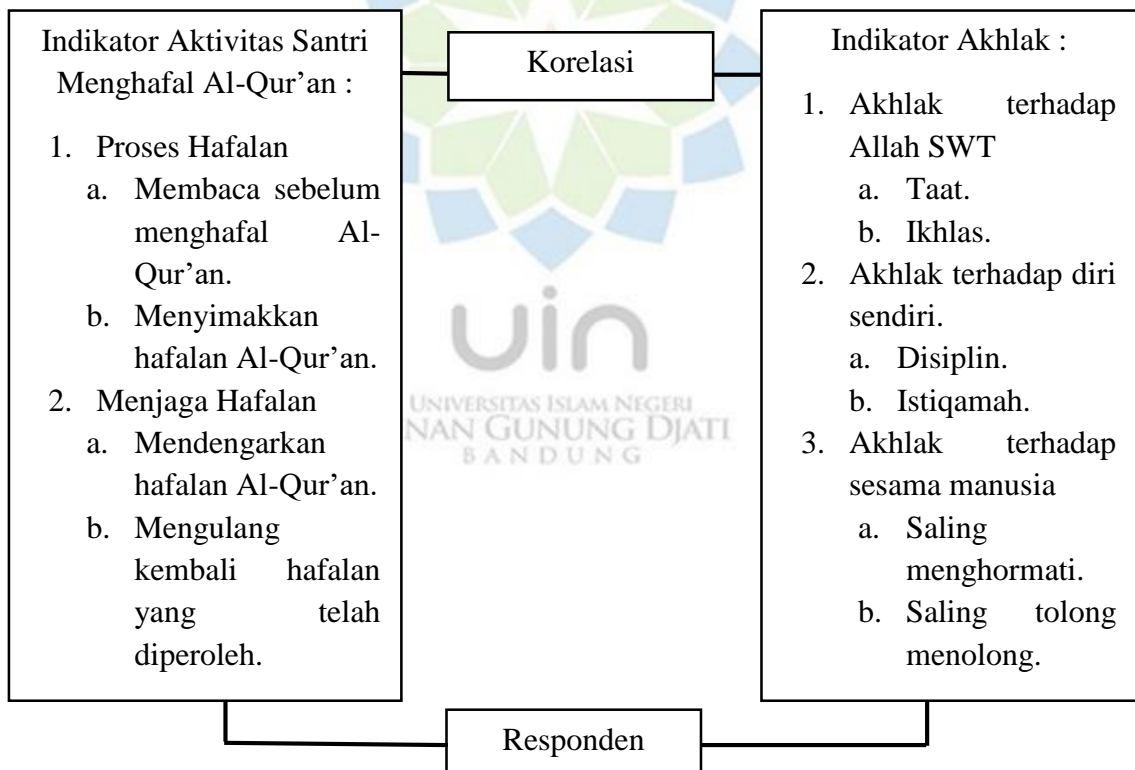 Indikator Aktivitas Santri
Menghafal Al-Qur’an :
1. Proses Hafalan
a. Membaca sebelum
menghafal Al-
Qur’an.
b. Menyimakkan
hafalan Al-Qur’an.
2. Menjaga Hafalan
a. Mendengarkan
hafalan Al-Qur’an.
b. Mengulang
kembali hafalan
yang telah
diperoleh.
Korelasi
uin
UNIVERSITAS ISLAM NEGERI
NAN GUNUNG DJATI
BANDUNG
Indikator Akhlak :
1. Akhlak terhadap
Allah SWT
a. Taat.
b. Ikhlas.
2. Akhlak terhadap diri
sendiri.
a. Disiplin.
b. Istiqamah.
3. Akhlak terhadap
sesama manusia
a. Saling
menghormati.
b. Saling tolong
menolong.
Responden